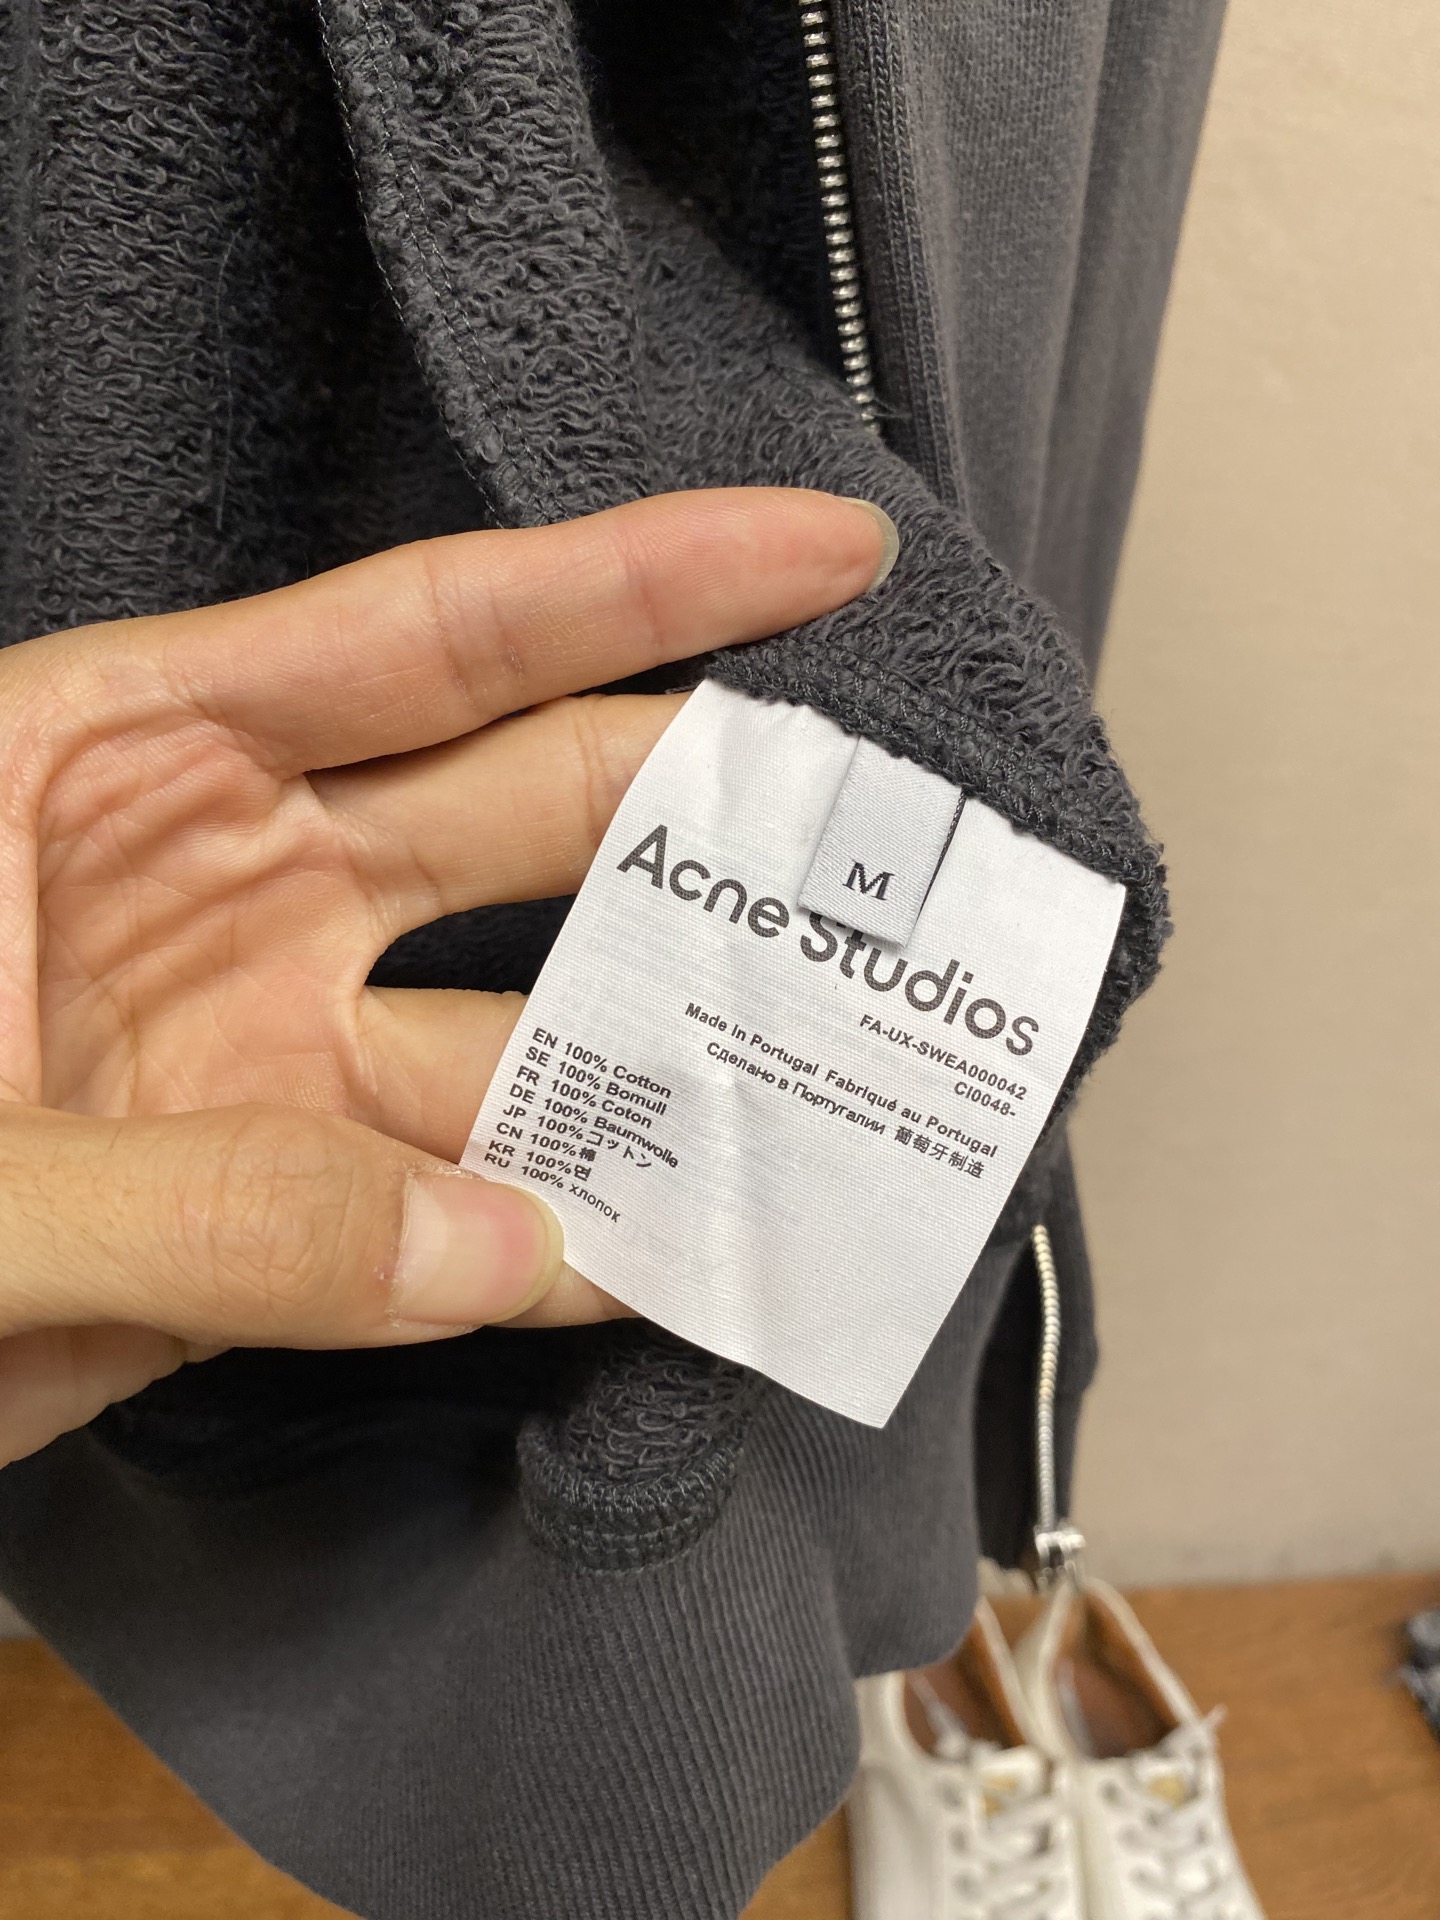 M
Acne Studios
FA-UX-SWEA000042
CI0048-
Made In Portugal Fabriqué au Portugal
Сделано в Португалии 葡萄牙制造
EN 100% Cotton
SE 100% Bomull
FR 100% Coton
DE 100% Baumwolle
JP 100%コットン
CN 100%棉
KR 100%면
RU 100% хлопок